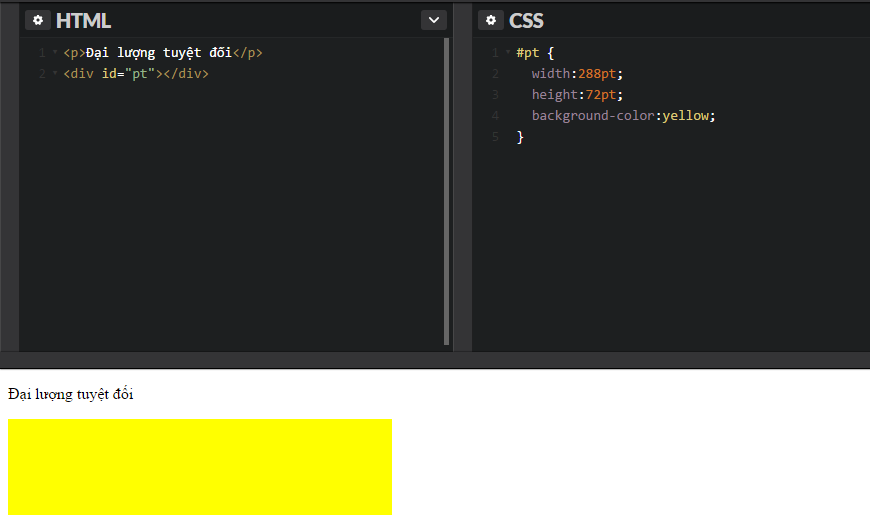 HTML
1 <p>Đại lượng tuyệt đối</p>
2 <div id="pt"></div>
CSS
1 #pt {
2 width:288pt;
3 height:72pt;
4 background-color:yellow;
5 }
Đại lượng tuyệt đối